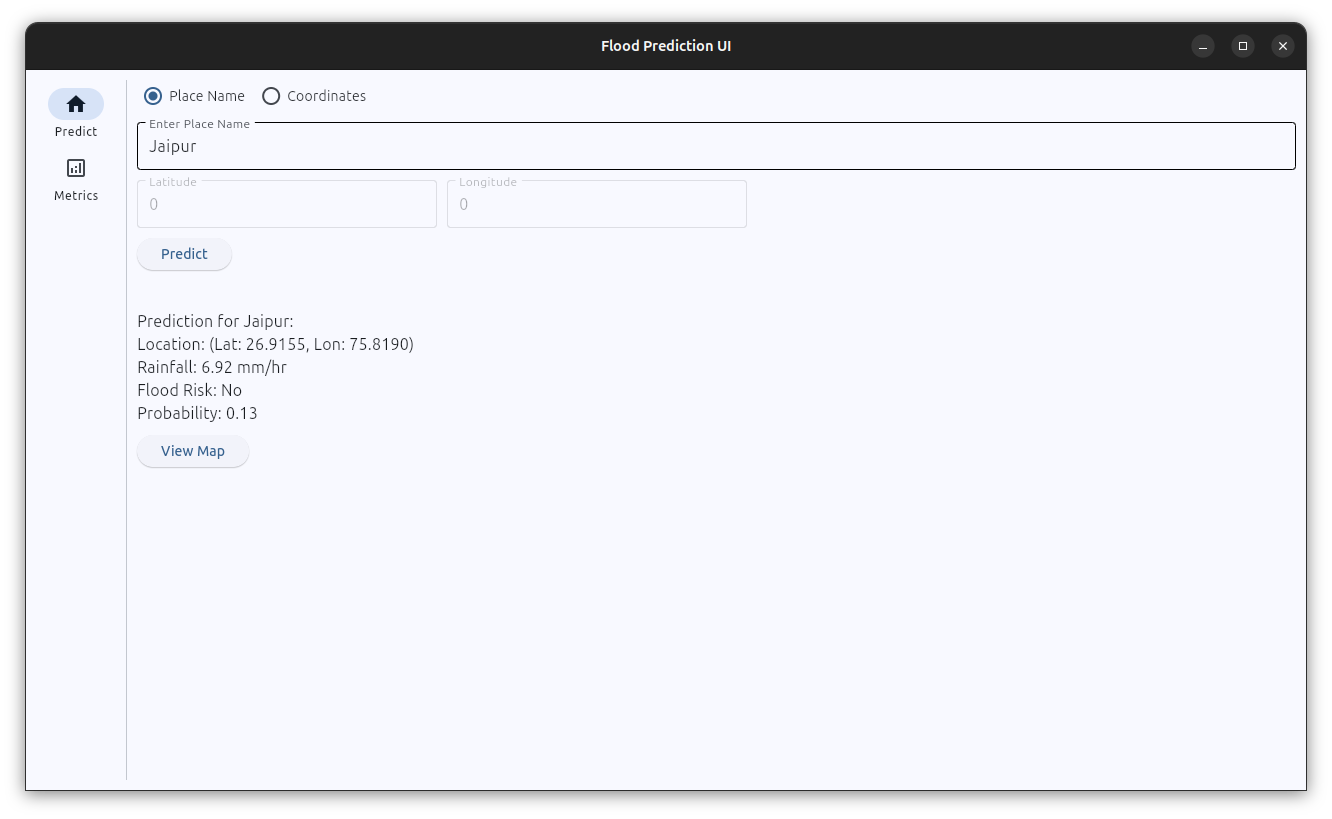 Flood Prediction UI
Predict
Metrics
Place Name Coordinates
Enter Place Name
Jaipur
Latitude Longitude
0 0
Predict
Prediction for Jaipur:
Location: (Lat: 26.9155, Lon: 75.8190)
Rainfall: 6.92 mm/hr
Flood Risk: No
Probability: 0.13
View Map